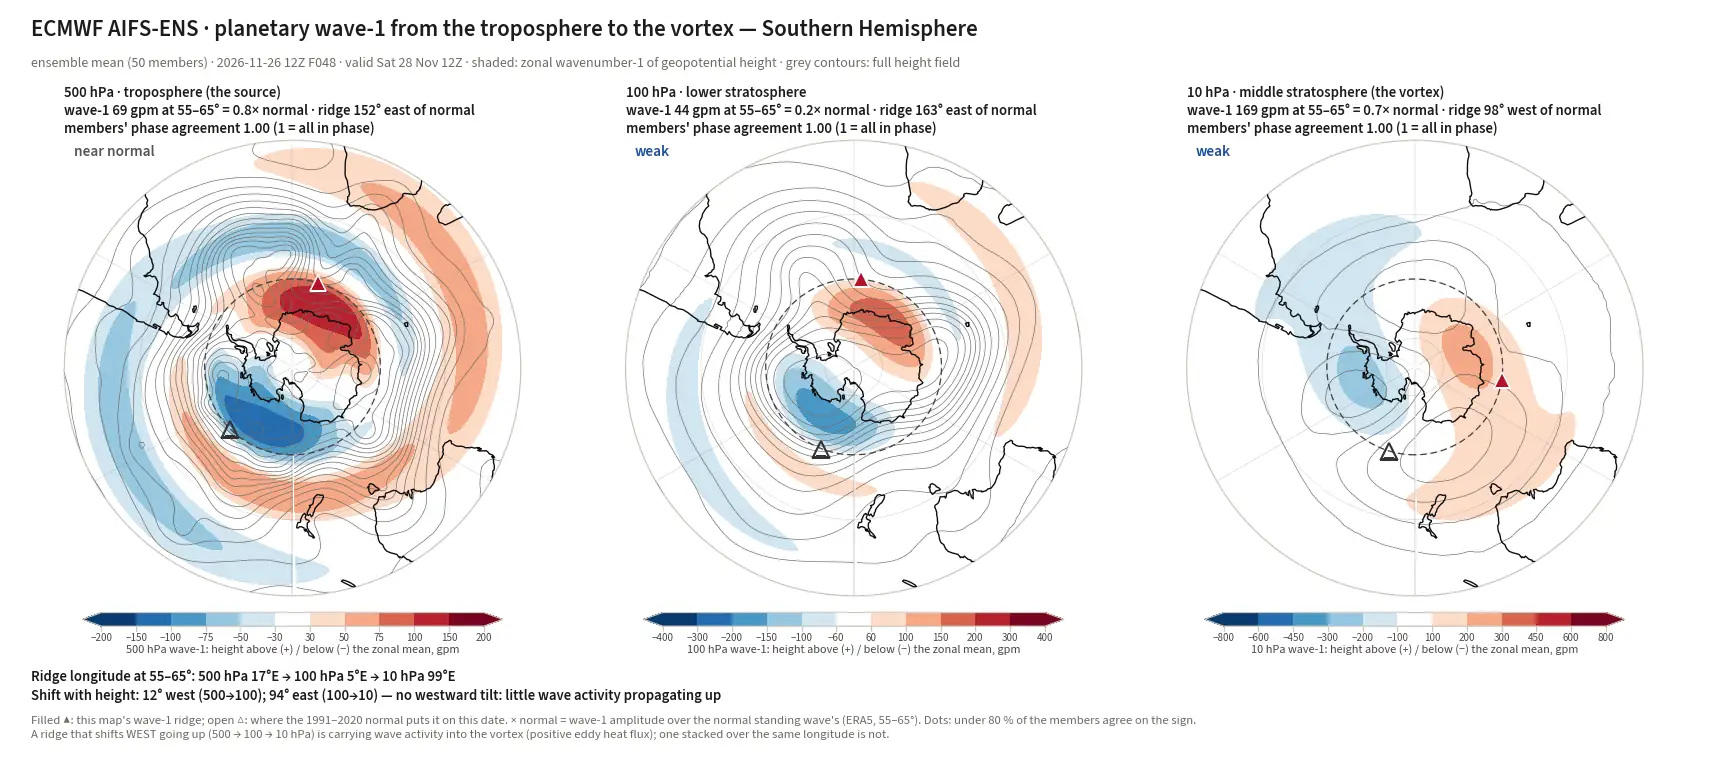 ECMWF AIFS-ENS · planetary wave-1 from the troposphere to the vortex — Southern Hemisphere
ensemble mean (50 members) · 2026-11-26 12Z F048 · valid Sat 28 Nov 12Z · shaded: zonal wavenumber-1 of geopotential height · grey contours: full height field
500 hPa · troposphere (the source)
wave-1 69 gpm at 55–65° = 0.8× normal · ridge 152° east of normal
members' phase agreement 1.00 (1 = all in phase)
near normal
100 hPa · lower stratosphere
wave-1 44 gpm at 55–65° = 0.2× normal · ridge 163° east of normal
members' phase agreement 1.00 (1 = all in phase)
weak
10 hPa · middle stratosphere (the vortex)
wave-1 169 gpm at 55–65° = 0.7× normal · ridge 98° west of normal
members' phase agreement 1.00 (1 = all in phase)
weak
−200 −150 −100 −75 −50 −30 30 50 75 100 150 200
500 hPa wave-1: height above (+) / below (−) the zonal mean, gpm
−400 −300 −200 −150 −100 −60 60 100 150 200 300 400
100 hPa wave-1: height above (+) / below (−) the zonal mean, gpm
−800 −600 −450 −300 −200 −100 100 200 300 450 600 800
10 hPa wave-1: height above (+) / below (−) the zonal mean, gpm
Ridge longitude at 55–65°: 500 hPa 17°E → 100 hPa 5°E → 10 hPa 99°E
Shift with height: 12° west (500→100); 94° east (100→10) — no westward tilt: little wave activity propagating up
Filled ▲: this map's wave-1 ridge; open △: where the 1991–2020 normal puts it on this date. × normal = wave-1 amplitude over the normal standing wave's (ERA5, 55–65°). Dots: under 80 % of the members agree on the sign.
A ridge that shifts WEST going up (500 → 100 → 10 hPa) is carrying wave activity into the vortex (positive eddy heat flux); one stacked over the same longitude is not.